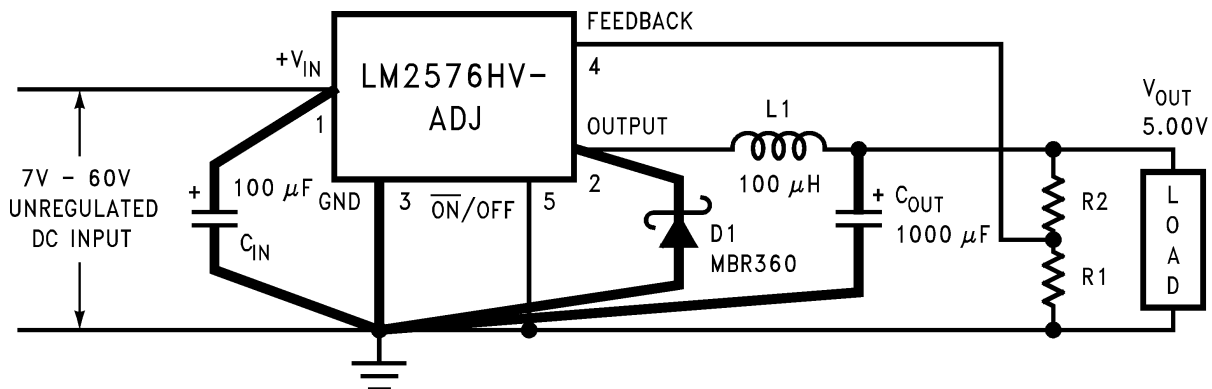 FEEDBACK
+VIN
LM2576HV-
ADJ
4
1
OUTPUT
L1
VOUT
5.00V
7V - 60V
UNREGULATED
DC INPUT
+
100 μF
CIN
GND
3
ON/OFF
5
2
100 μH
D1
MBR360
+
COUT
1000 μF
R2
R1
LOAD